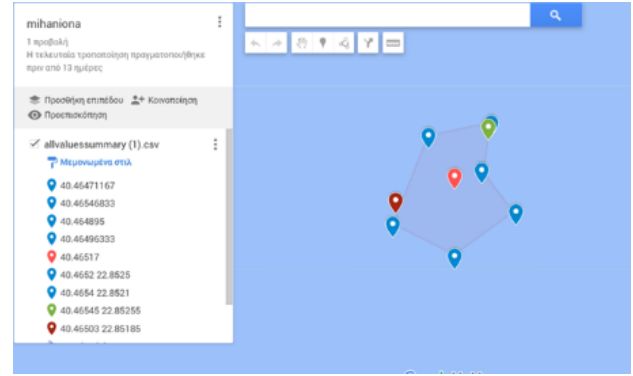 mihaniona
1 προβολή
Η τελευταία τροποποίηση πραγματοποιήθηκε
πριν από 13 ημέρες
Προσθήκη επιπέδου Κοινοποίηση
Προεπισκόπηση
allvaluessummary (1).csv
Μεμονωμένα στιλ
40.46471167
40.46546833
40.464895
40.46496333
40.46517
40.4652 22.8525
40.4654 22.8521
40.46545 22.85255
40.46503 22.85185